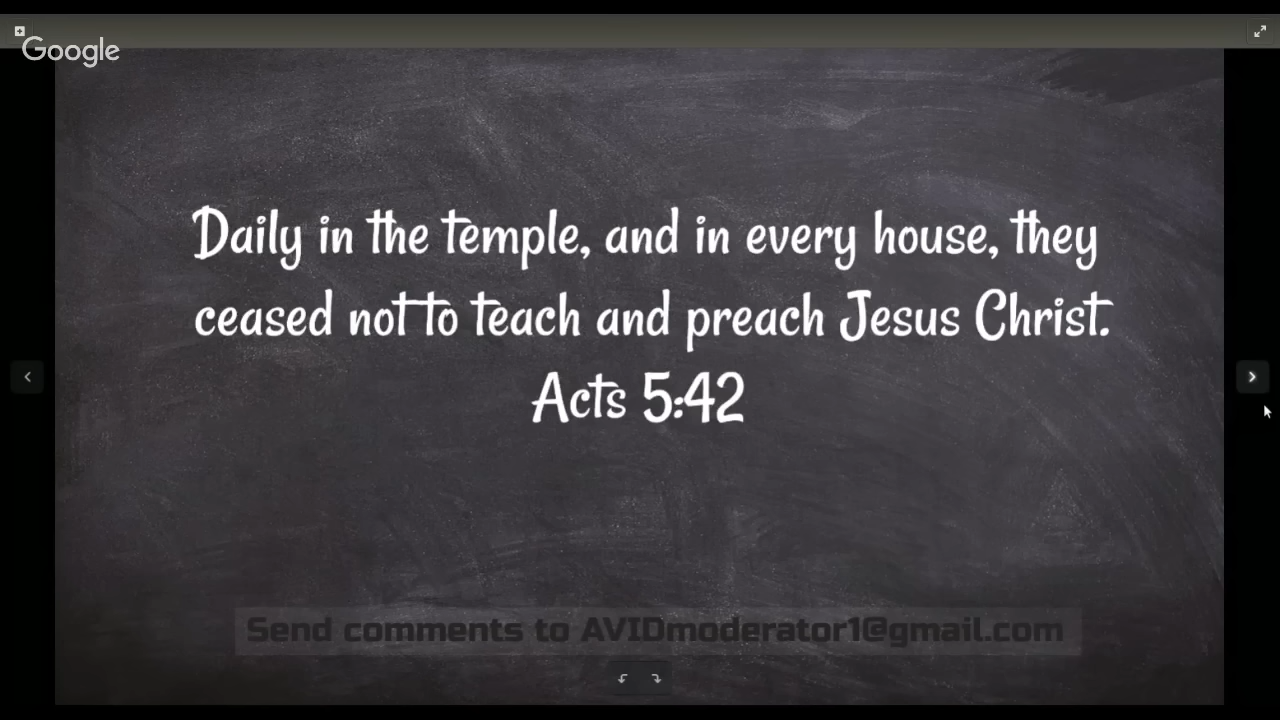 Google
Daily in the temple, and in every house, they
ceased not to teach and preach Jesus Christ.
Acts 5:42
Send comments to AVIDmoderator1@gmail.com